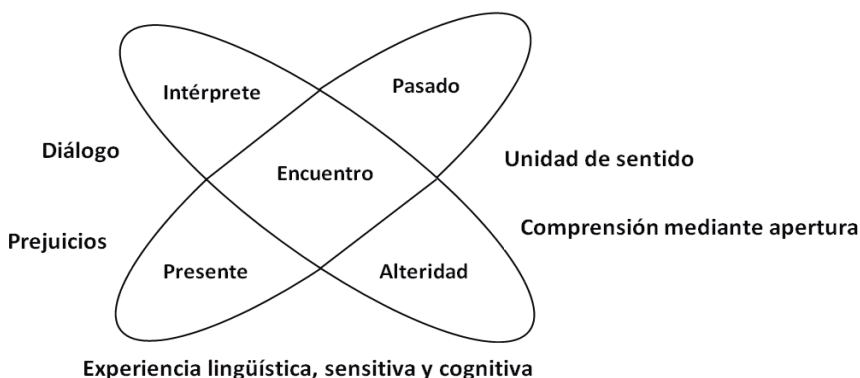 Intérprete
Pasado
Diálogo
Encuentro
Unidad de sentido
Prejuicios
Comprensión mediante apertura
Presente
Alteridad
Experiencia lingüística, sensitiva y cognitiva